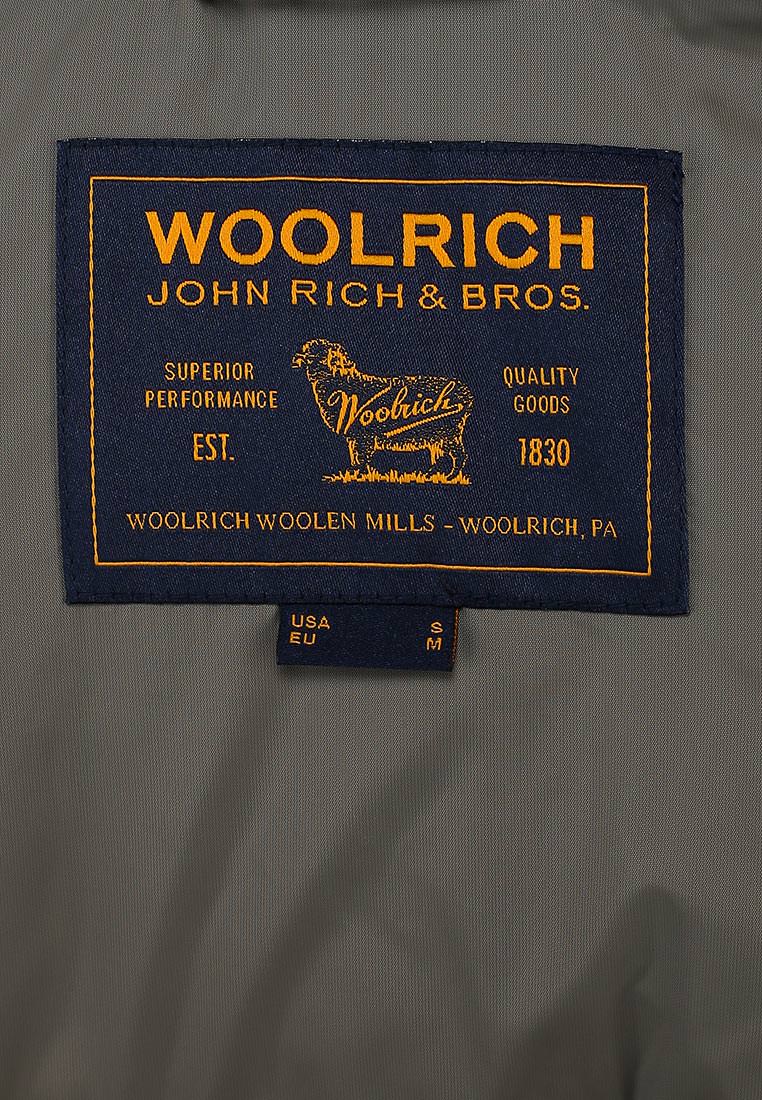 WOOLRICH
JOHN RICH & BROS.
SUPERIOR
PERFORMANCE
EST.
Woolrich
QUALITY
GOODS
1830
WOOLRICH WOOLEN MILLS - WOOLRICH, PA
USA S
EU M